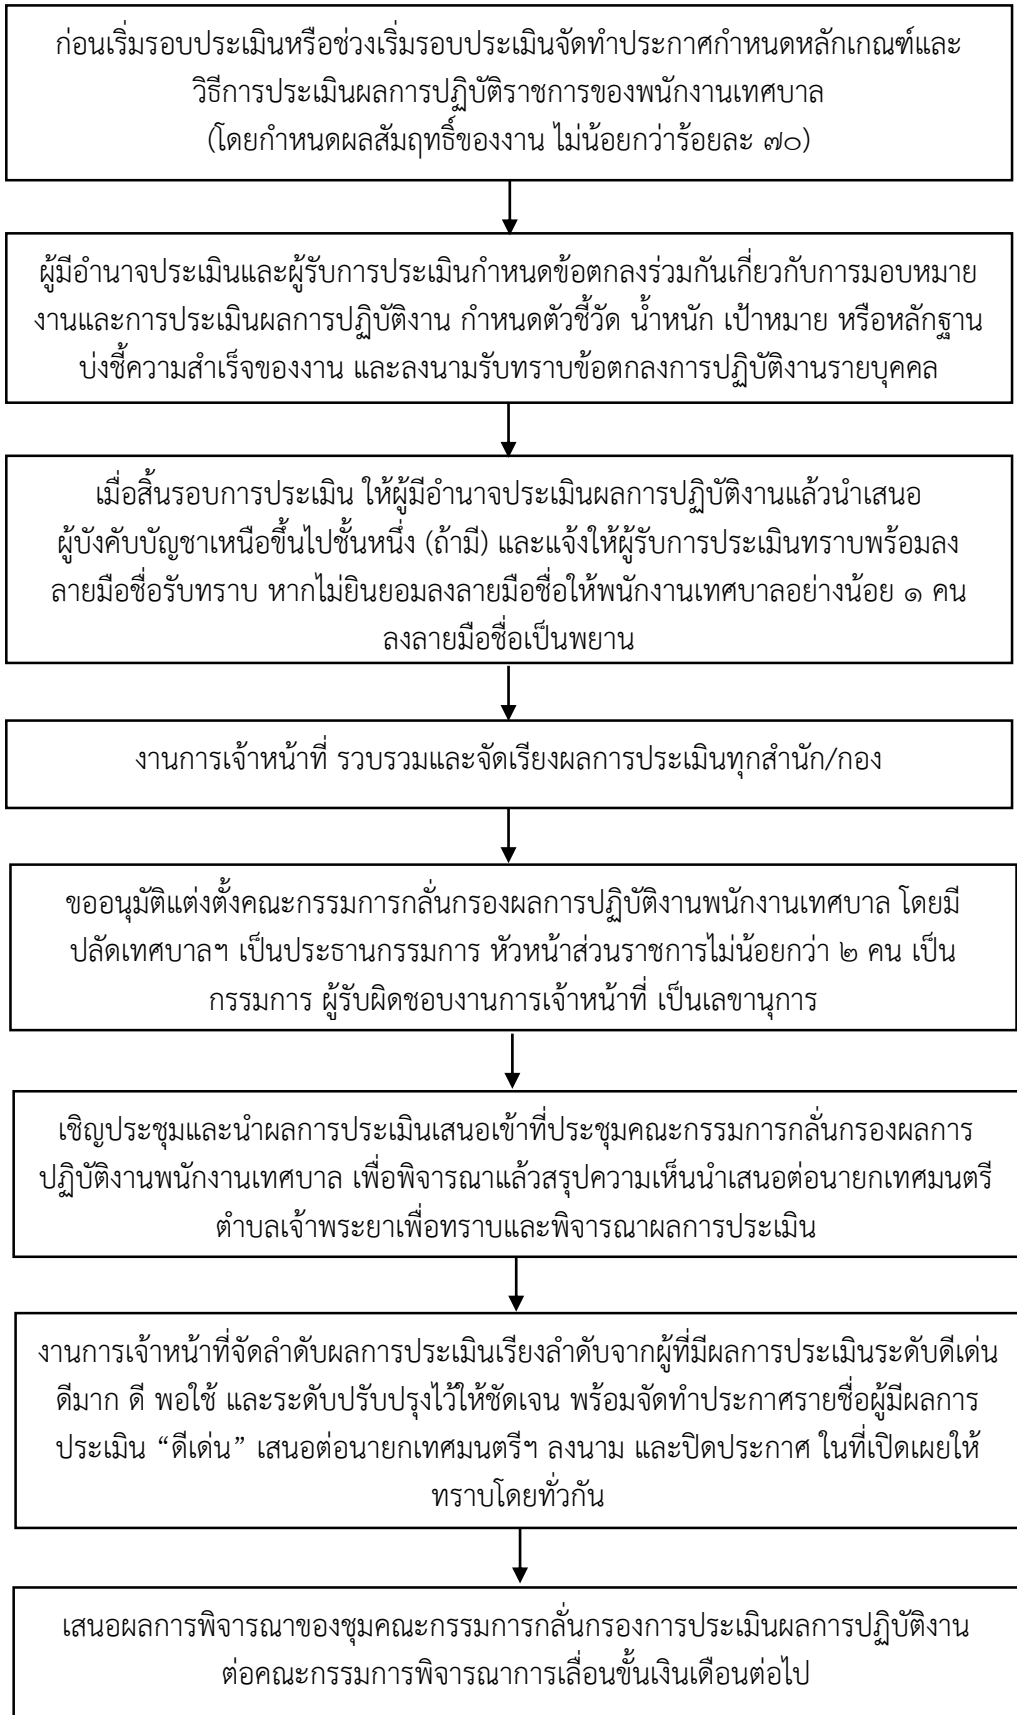 ก่อนเริ่มรอบประเมินหรือช่วงเริ่มรอบประเมินจัดทำประกาศกำหนดหลักเกณฑ์และ
วิธีการประเมินผลการปฏิบัติราชการของพนักงานเทศบาล
(โดยกำหนดผลสัมฤทธิ์ของงาน ไม่น้อยกว่าร้อยละ ๗๐)
ผู้มีอำนาจประเมินและผู้รับการประเมินกำหนดข้อตกลงร่วมกันเกี่ยวกับการมอบหมาย
งานและการประเมินผลการปฏิบัติงาน กำหนดตัวชี้วัด น้ำหนัก เป้าหมาย หรือหลักฐาน
บ่งชี้ความสำเร็จของงาน และลงนามรับทราบข้อตกลงการปฏิบัติงานรายบุคคล
เมื่อสิ้นรอบการประเมิน ให้ผู้มีอำนาจประเมินผลการปฏิบัติงานแล้วนำเสนอ
ผู้บังคับบัญชาเหนือขึ้นไปชั้นหนึ่ง (ถ้ามี) และแจ้งให้ผู้รับการประเมินทราบพร้อมลง
ลายมือชื่อรับทราบ หากไม่ยินยอมลงลายมือชื่อให้พนักงานเทศบาลอย่างน้อย ๑ คน
ลงลายมือชื่อเป็นพยาน
งานการเจ้าหน้าที่ รวบรวมและจัดเรียงผลการประเมินทุกสำนัก/กอง
ขออนุมัติแต่งตั้งคณะกรรมการกลั่นกรองผลการปฏิบัติงานพนักงานเทศบาล โดยมี
ปลัดเทศบาลฯ เป็นประธานกรรมการ หัวหน้าส่วนราชการไม่น้อยกว่า ๒ คน เป็น
กรรมการ ผู้รับผิดชอบงานการเจ้าหน้าที่ เป็นเลขานุการ
เชิญประชุมและนำผลการประเมินเสนอเข้าที่ประชุมคณะกรรมการกลั่นกรองผลการ
ปฏิบัติงานพนักงานเทศบาล เพื่อพิจารณาแล้วสรุปความเห็นนำเสนอต่อนายกเทศมนตรี
ตำบลเจ้าพระยาเพื่อทราบและพิจารณาผลการประเมิน
งานการเจ้าหน้าที่จัดลำดับผลการประเมินเรียงลำดับจากผู้ที่มีผลการประเมินระดับดีเด่น
ดีมาก ดี พอใช้ และระดับปรับปรุงไว้ให้ชัดเจน พร้อมจัดทำประกาศรายชื่อผู้มีผลการ
ประเมิน “ดีเด่น” เสนอต่อนายกเทศมนตรีฯ ลงนาม และปิดประกาศ ในที่เปิดเผยให้
ทราบโดยทั่วกัน
เสนอผลการพิจารณาของชุมคณะกรรมการกลั่นกรองการประเมินผลการปฏิบัติงาน
ต่อคณะกรรมการพิจารณาการเลื่อนขั้นเงินเดือนต่อไป